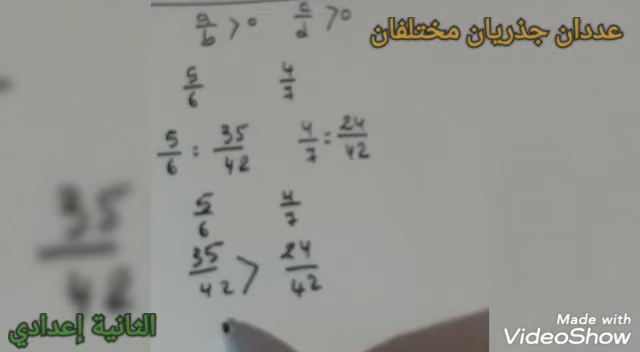 عددان جذريان مختلفان
a/b > 0 c/d > 0
5/6 4/7
5/6 = 35/42 4/7 = 24/42
5/6 4/7
35/42 > 24/42
35/42
الثانية إعدادي
Made with
VideoShow